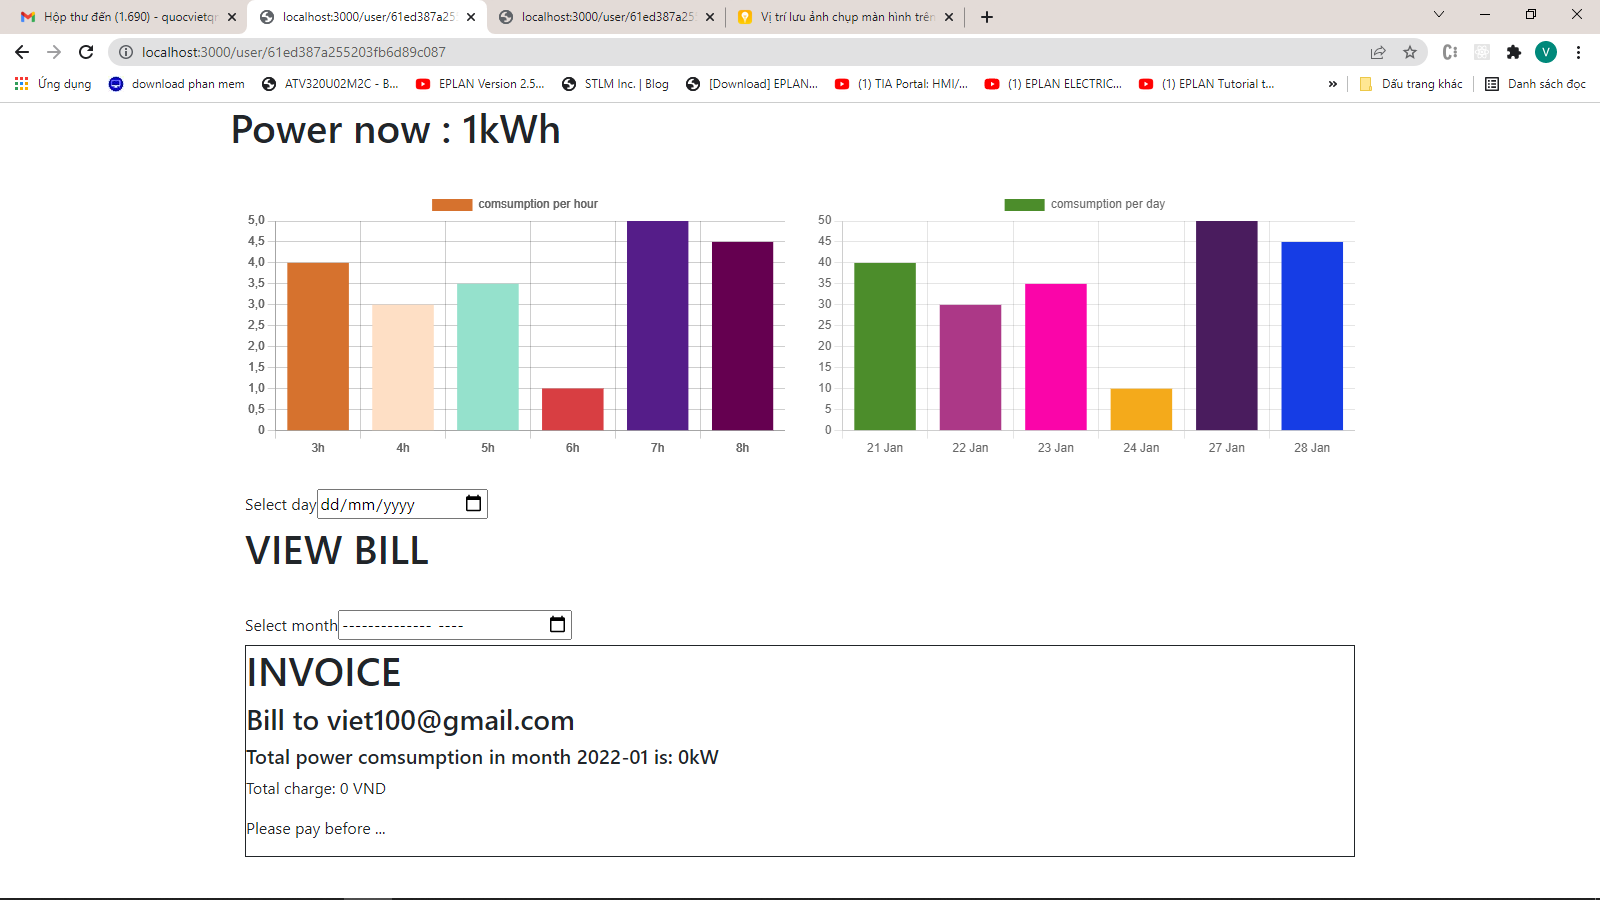 Hộp thư đến (1.690) - quocvietqn
localhost:3000/user/61ed387a255
localhost:3000/user/61ed387a255
Vị trí lưu ảnh chụp màn hình trên
localhost:3000/user/61ed387a255203fb6d89c087
V
Ứng dụng
download phan mem
ATV320U02M2C - B...
EPLAN Version 2.5...
STLM Inc. | Blog
[Download] EPLAN...
(1) TIA Portal: HMI/...
(1) EPLAN ELECTRIC...
(1) EPLAN Tutorial t...
»
Dấu trang khác
Danh sách đọc
Power now : 1kWh
comsumption per hour
5,0
4,5
4,0
3,5
3,0
2,5
2,0
1,5
1,0
0,5
0
3h 4h 5h 6h 7h 8h
comsumption per day
50
45
40
35
30
25
20
15
10
5
0
21 Jan 22 Jan 23 Jan 24 Jan 27 Jan 28 Jan
Select day dd/mm/yyyy
VIEW BILL
Select month -------------- ----
INVOICE
Bill to viet100@gmail.com
Total power comsumption in month 2022-01 is: 0kW
Total charge: 0 VND
Please pay before ...